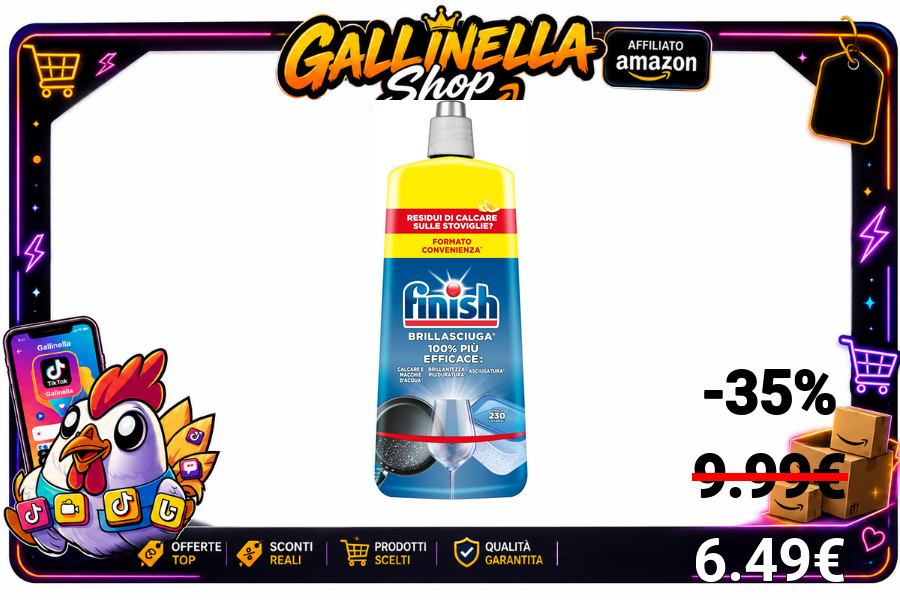 GALLINELLA
Shop
AFFILIATO
amazon
RESIDUI DI CALCARE
SULLE STOVIGLIE?
FORMATO
CONVENIENZA*
finish
BRILLASCIUGA*
100% PIÙ
EFFICACE:
CALCARE E
MACCHIE
D'ACQUA*
BRILLANTEZZA
PIÙ DURATURA*
ASCIUGATURA*
230
Gallinella
TikTok
Gallinella
-35%
9.99€
6.49€
OFFERTE
TOP
SCONTI
REALI
PRODOTTI
SCELTI
QUALITÀ
GARANTITA